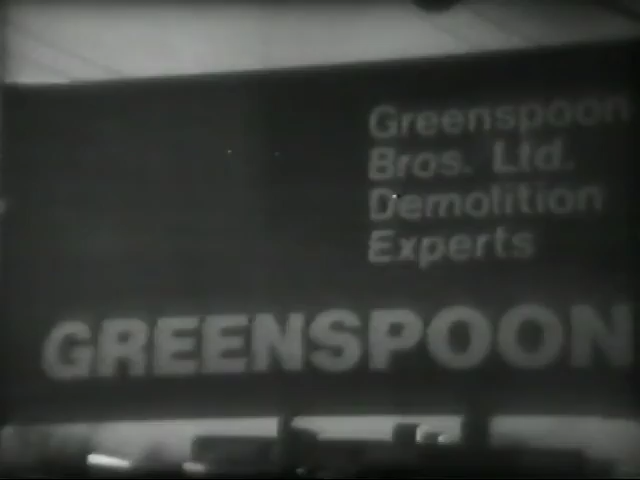 Greenspoon
Bros. Ltd.
Demolition
Experts
GREENSPOON